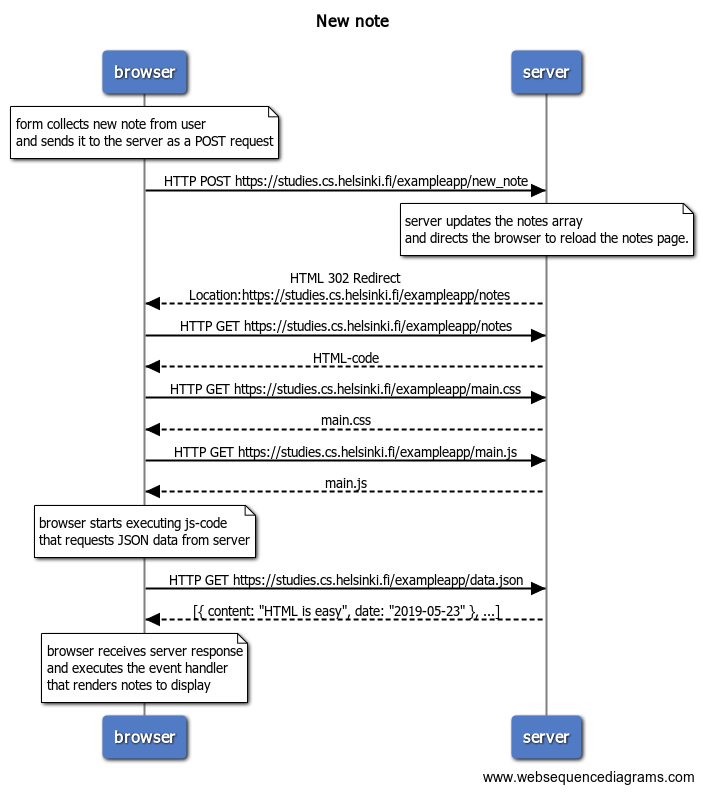 New note
browser
server
form collects new note from user
and sends it to the server as a POST request
HTTP POST https://studies.cs.helsinki.fi/exampleapp/new_note
server updates the notes array
and directs the browser to reload the notes page.
HTML 302 Redirect
Location:https://studies.cs.helsinki.fi/exampleapp/notes
HTTP GET https://studies.cs.helsinki.fi/exampleapp/notes
HTML-code
HTTP GET https://studies.cs.helsinki.fi/exampleapp/main.css
main.css
HTTP GET https://studies.cs.helsinki.fi/exampleapp/main.js
main.js
browser starts executing js-code
that requests JSON data from server
HTTP GET https://studies.cs.helsinki.fi/exampleapp/data.json
[{ content: "HTML is easy", date: "2019-05-23" }, ...]
browser receives server response
and executes the event handler
that renders notes to display
browser
server
www.websequencediagrams.com